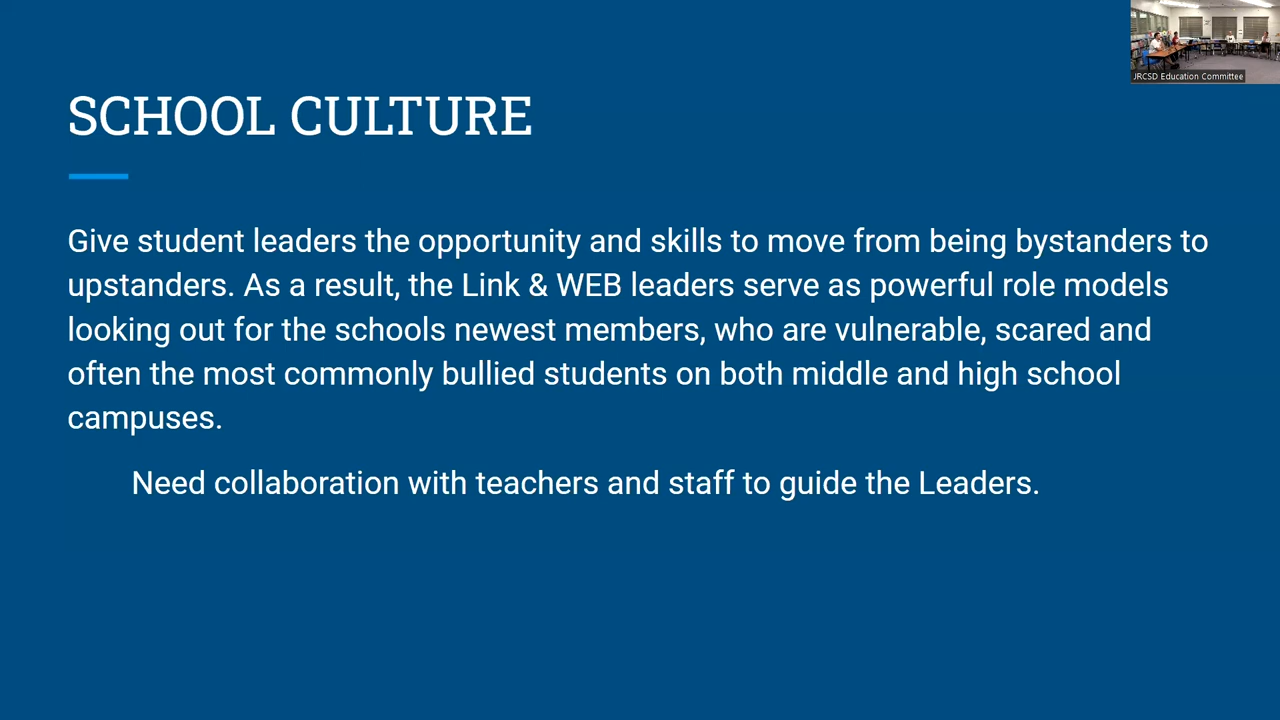 SCHOOL CULTURE
Give student leaders the opportunity and skills to move from being bystanders to
upstanders. As a result, the Link & WEB leaders serve as powerful role models
looking out for the schools newest members, who are vulnerable, scared and
often the most commonly bullied students on both middle and high school
campuses.
Need collaboration with teachers and staff to guide the Leaders.
JRCSD Education Committee